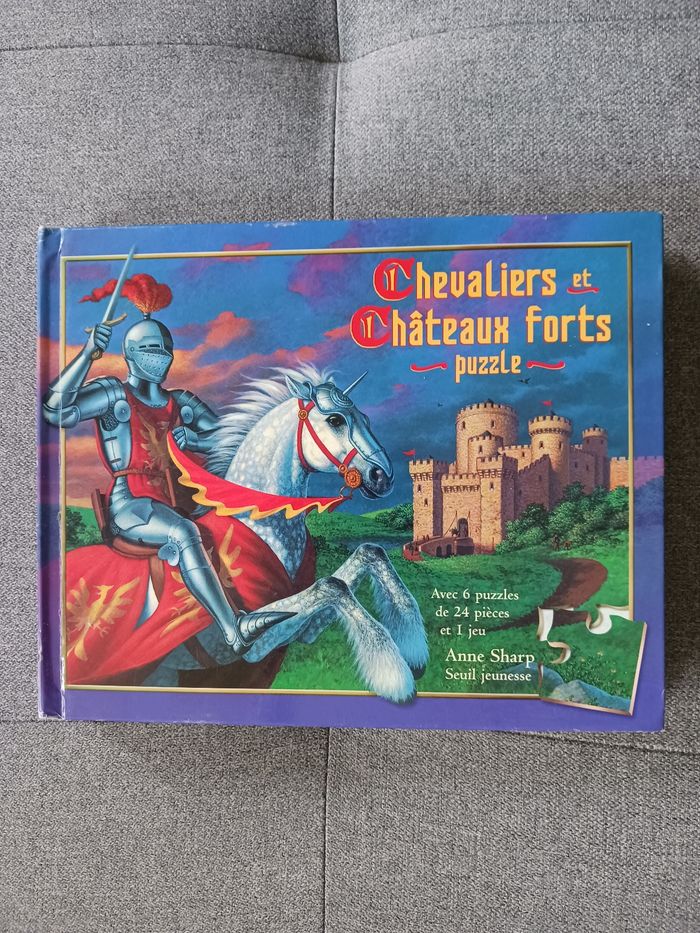 Chevaliers et
Châteaux forts
puzzle
Avec 6 puzzles
de 24 pièces
et 1 jeu
Anne Sharp
Seuil jeunesse